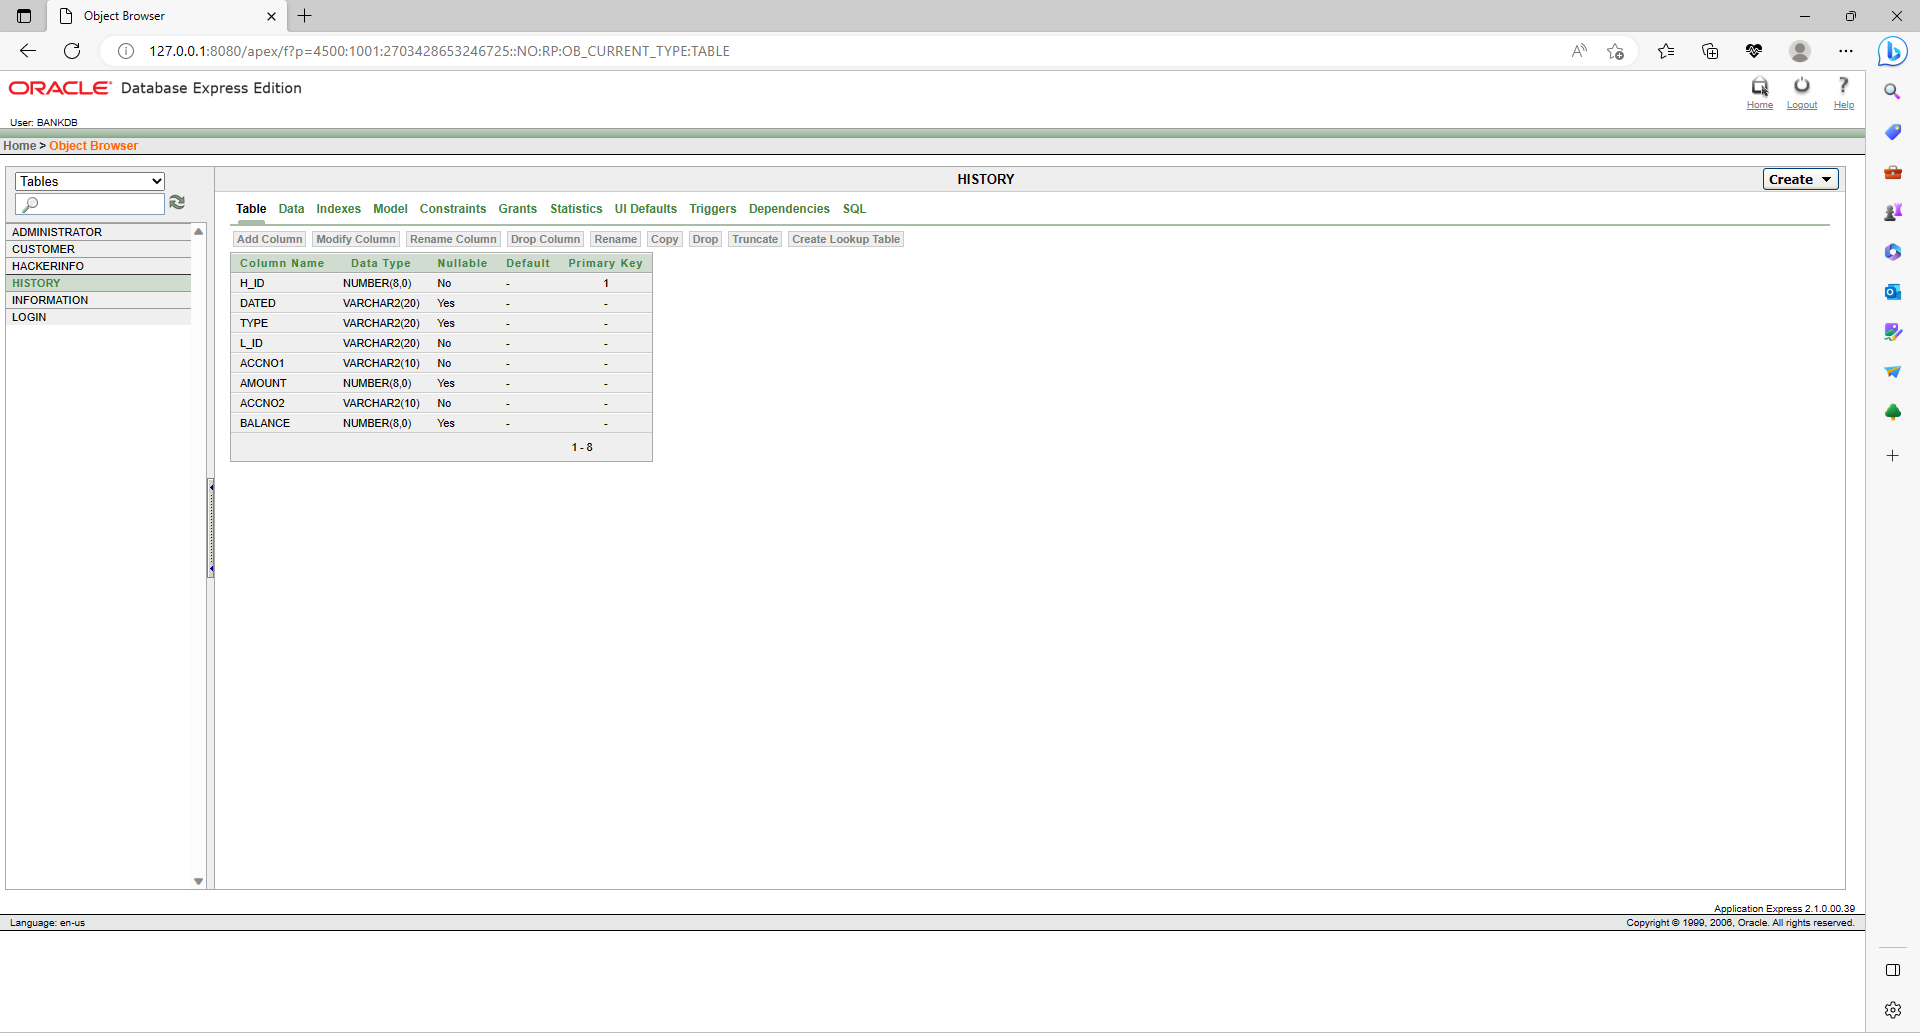 Object Browser
127.0.0.1:8080/apex/f?p=4500:1001:2703428653246725::NO:RP:OB_CURRENT_TYPE:TABLE
ORACLE Database Express Edition
Home Logout Help
User: BANKDB
Home > Object Browser
Tables
HISTORY
Create
Table Data Indexes Model Constraints Grants Statistics UI Defaults Triggers Dependencies SQL
ADMINISTRATOR
CUSTOMER
HACKERINFO
HISTORY
INFORMATION
LOGIN
Add Column Modify Column Rename Column Drop Column Rename Copy Drop Truncate Create Lookup Table
Column Name Data Type Nullable Default Primary Key
H_ID NUMBER(8,0) No - 1
DATED VARCHAR2(20) Yes - -
TYPE VARCHAR2(20) Yes - -
L_ID VARCHAR2(20) No - -
ACCNO1 VARCHAR2(10) No - -
AMOUNT NUMBER(8,0) Yes - -
ACCNO2 VARCHAR2(10) No - -
BALANCE NUMBER(8,0) Yes - -
1 - 8
Application Express 2.1.0.00.39
Language: en-us
Copyright © 1999, 2006, Oracle. All rights reserved.